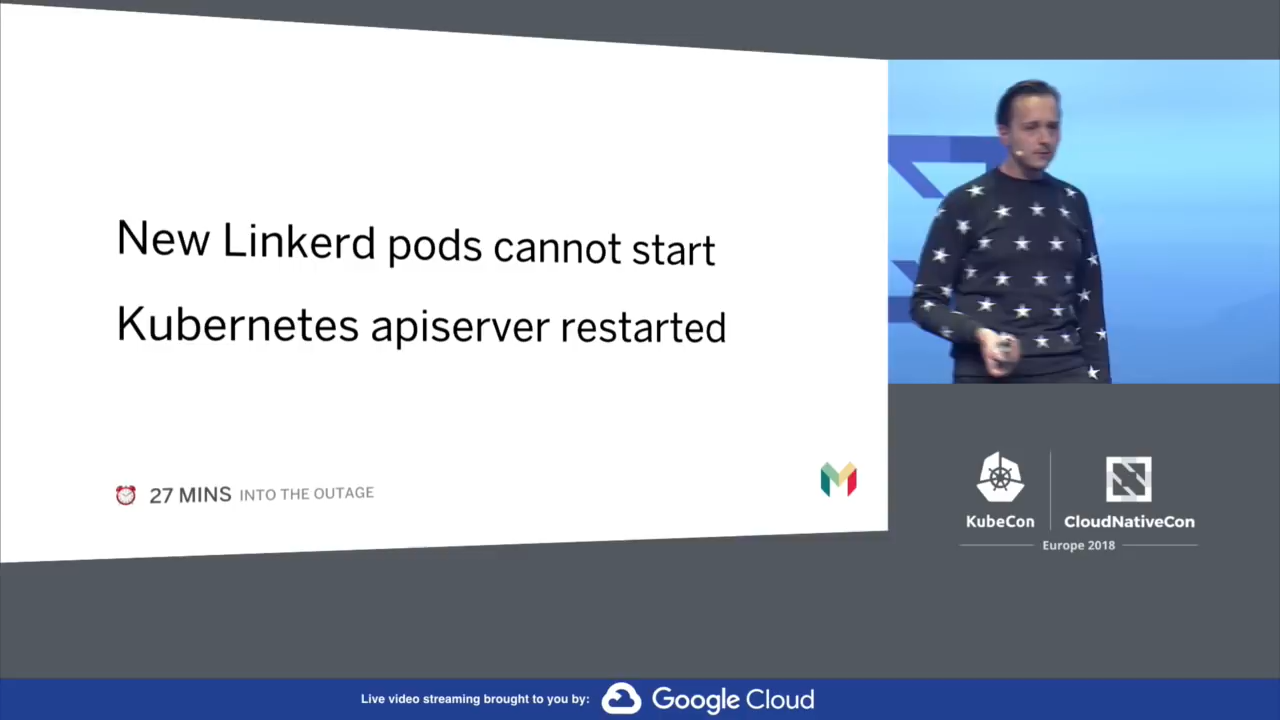 New Linkerd pods cannot start
Kubernetes apiserver restarted
27 MINS INTO THE OUTAGE
KubeCon
CloudNativeCon
Europe 2018
Live video streaming brought to you by:
Google Cloud